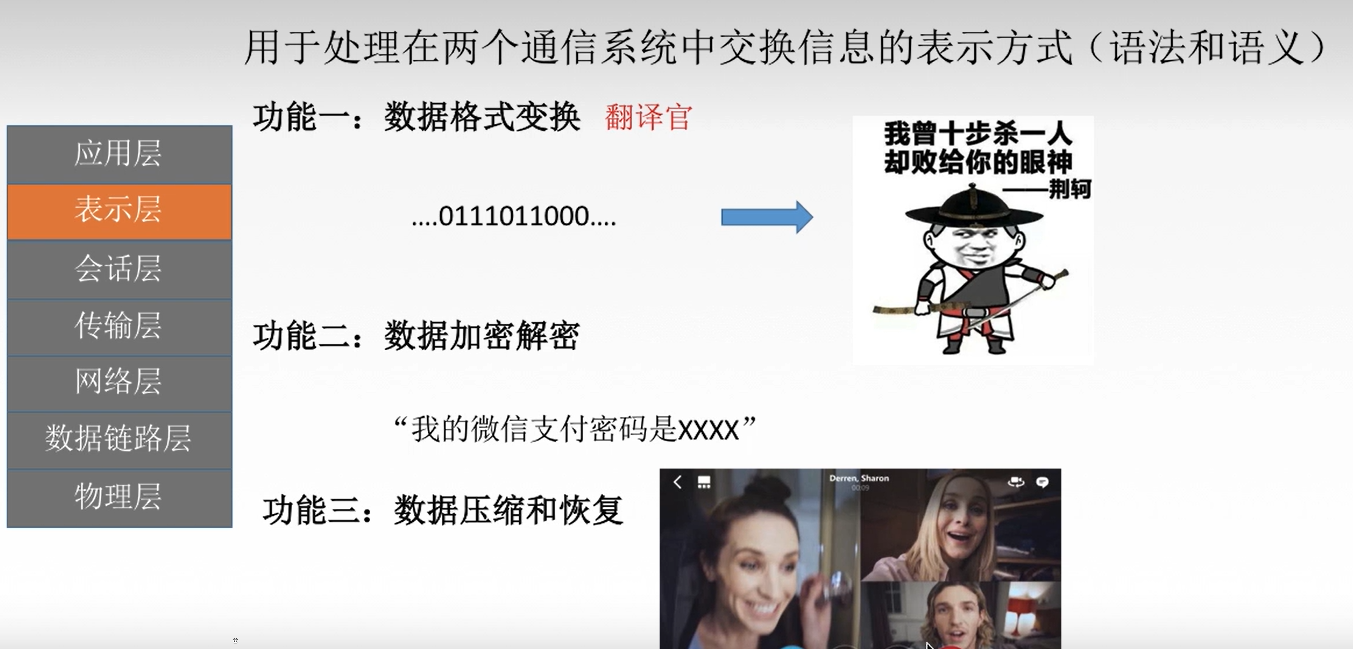 用于处理在两个通信系统中交换信息的表示方式（语法和语义）
功能一：数据格式变换 翻译官
应用层
表示层
会话层
传输层
网络层
数据链路层
物理层
....0111011000....
我曾十步杀一人
却败给你的眼神
——荆轲
功能二：数据加密解密
“我的微信支付密码是XXXX”
功能三：数据压缩和恢复
Derren, Sharon
00:09